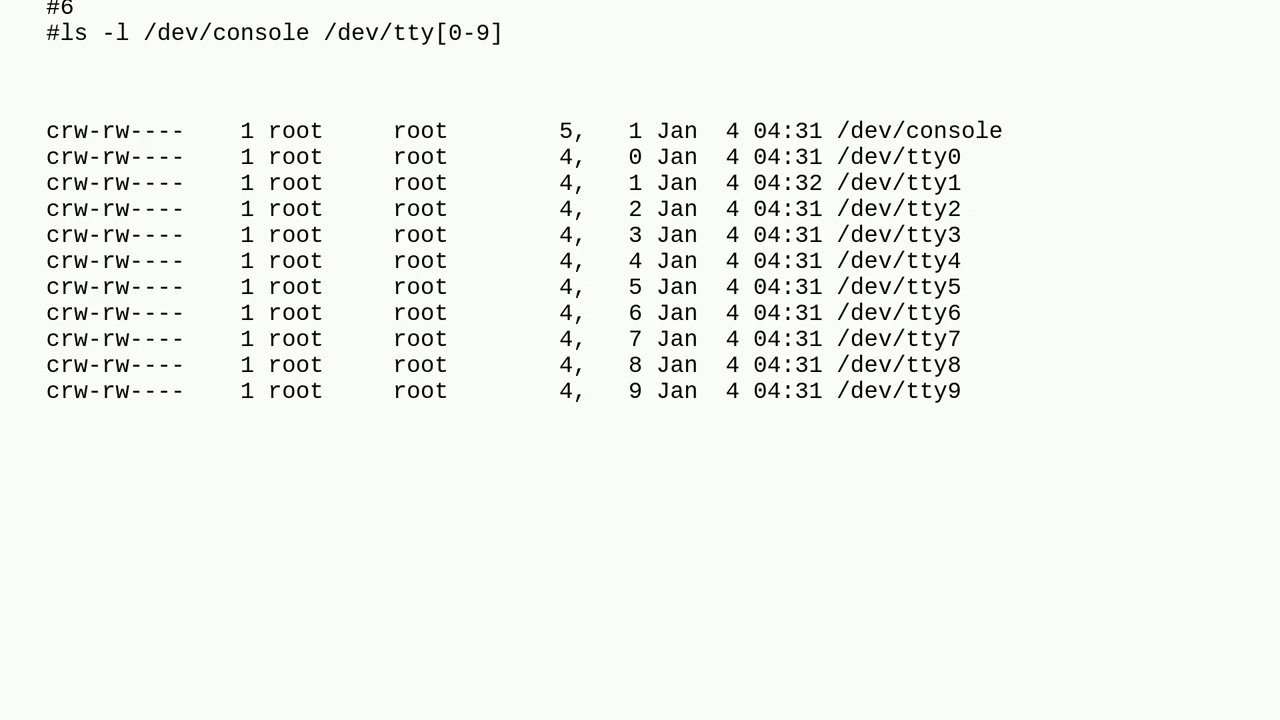 #6
#ls -l /dev/console /dev/tty[0-9]
crw-rw----    1 root     root        5,   1 Jan  4 04:31 /dev/console
crw-rw----    1 root     root        4,   0 Jan  4 04:31 /dev/tty0
crw-rw----    1 root     root        4,   1 Jan  4 04:32 /dev/tty1
crw-rw----    1 root     root        4,   2 Jan  4 04:31 /dev/tty2
crw-rw----    1 root     root        4,   3 Jan  4 04:31 /dev/tty3
crw-rw----    1 root     root        4,   4 Jan  4 04:31 /dev/tty4
crw-rw----    1 root     root        4,   5 Jan  4 04:31 /dev/tty5
crw-rw----    1 root     root        4,   6 Jan  4 04:31 /dev/tty6
crw-rw----    1 root     root        4,   7 Jan  4 04:31 /dev/tty7
crw-rw----    1 root     root        4,   8 Jan  4 04:31 /dev/tty8
crw-rw----    1 root     root        4,   9 Jan  4 04:31 /dev/tty9